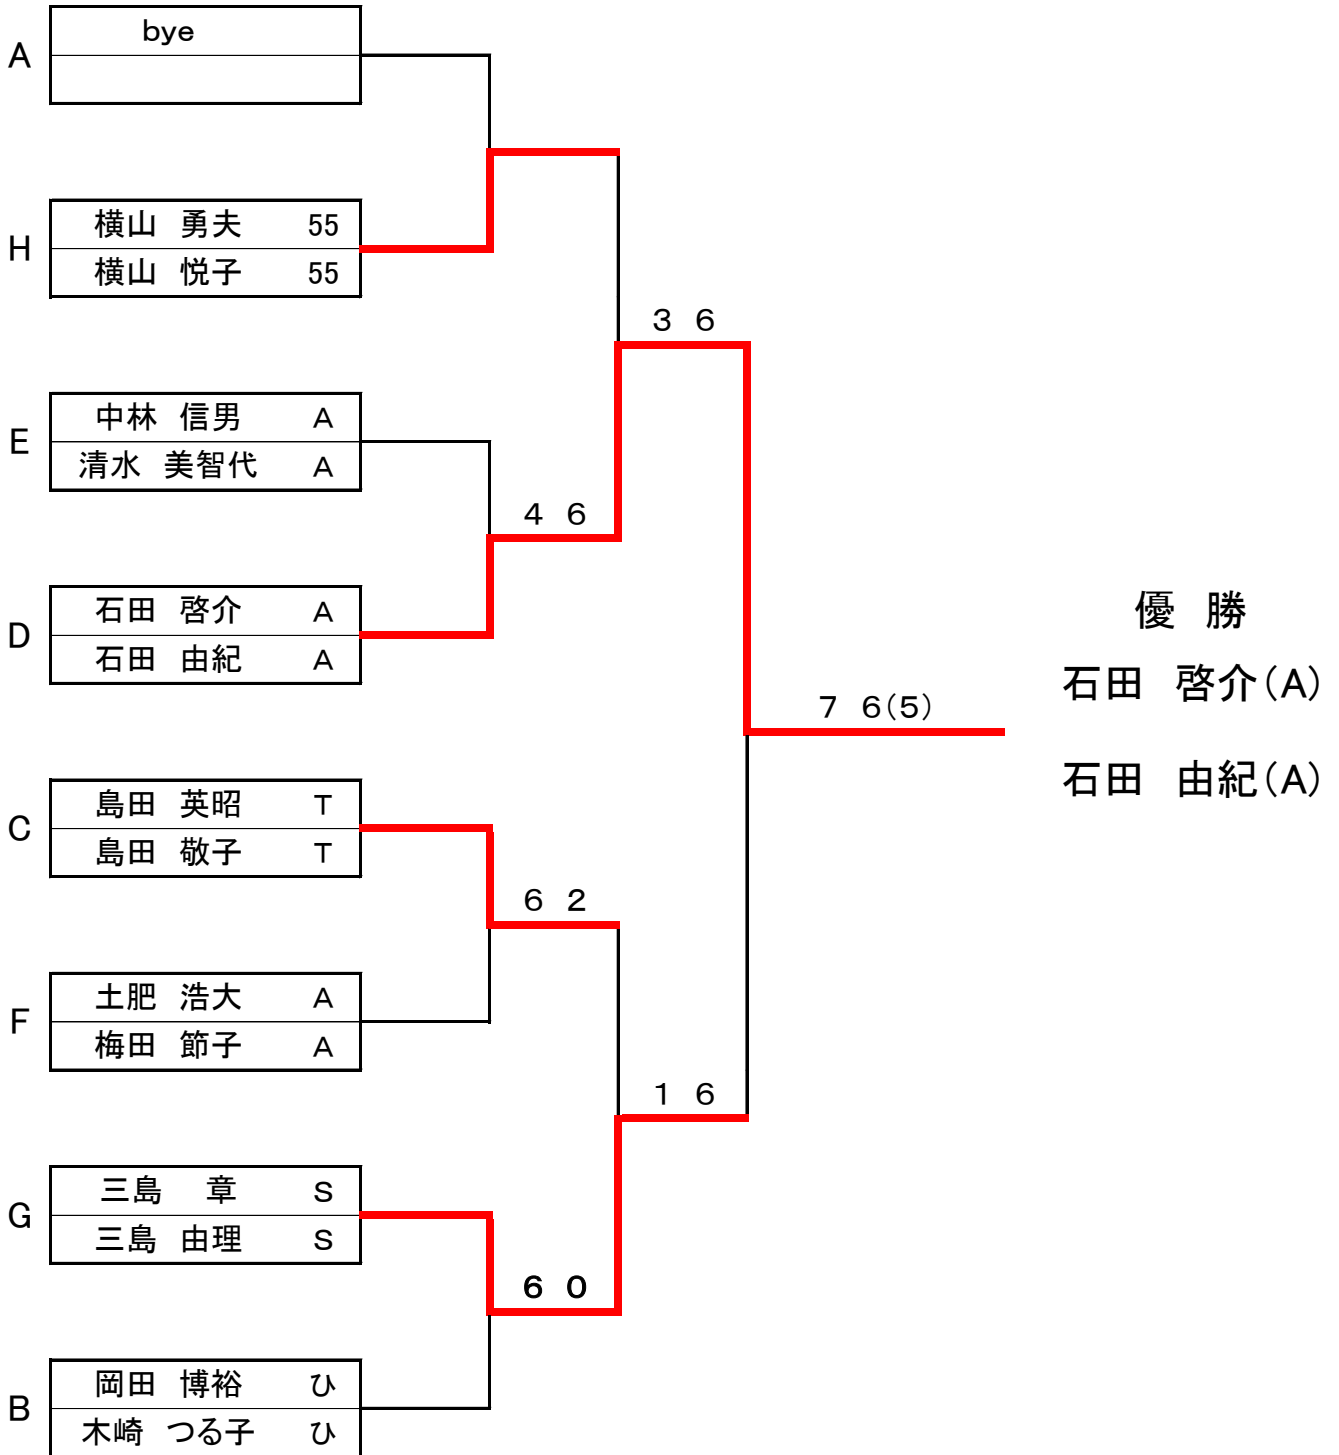 bye
A
横山 勇夫 55
H
横山 悦子 55
3 6
中林 信男 A
E
清水 美智代 A
4 6
石田 啓介 A
D
石田 由紀 A
優 勝
石田 啓介(A)
7 6(5)
石田 由紀(A)
島田 英昭 T
C
島田 敬子 T
6 2
土肥 浩大 A
F
梅田 節子 A
1 6
三島 章 S
G
三島 由理 S
6 0
岡田 博裕 ひ
B
木崎 つる子 ひ